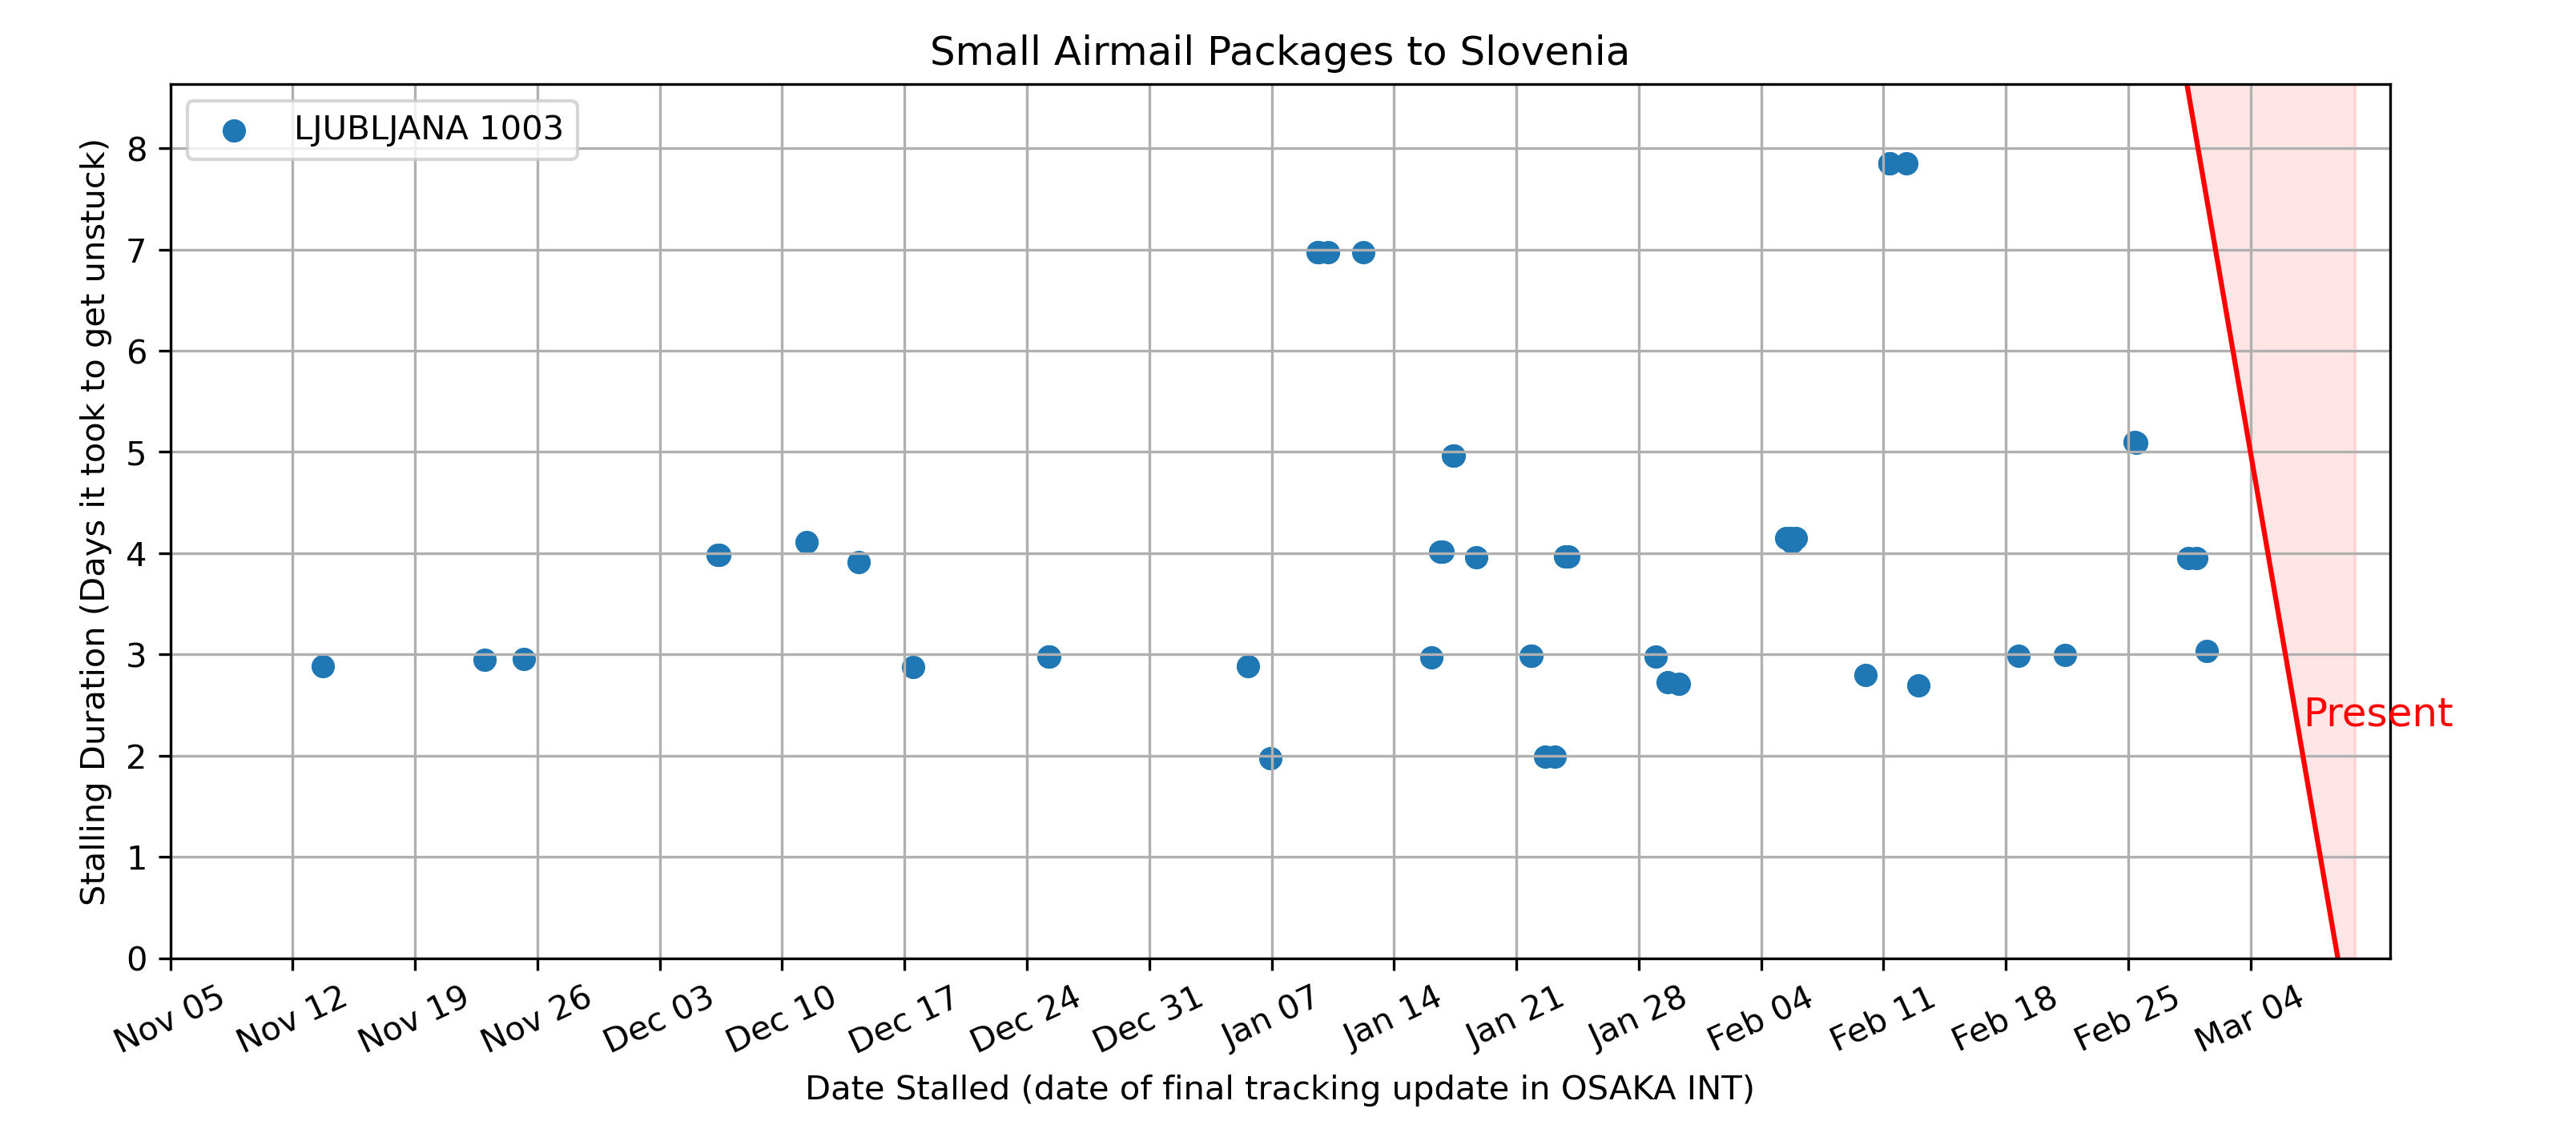 Small Airmail Packages to Slovenia
LJUBLJANA 1003
Stalling Duration (Days it took to get unstuck)
8
7
6
5
4
3
2
1
0
Present
Nov 05 Nov 12 Nov 19 Nov 26 Dec 03 Dec 10 Dec 17 Dec 24 Dec 31 Jan 07 Jan 14 Jan 21 Jan 28 Feb 04 Feb 11 Feb 18 Feb 25 Mar 04
Date Stalled (date of final tracking update in OSAKA INT)